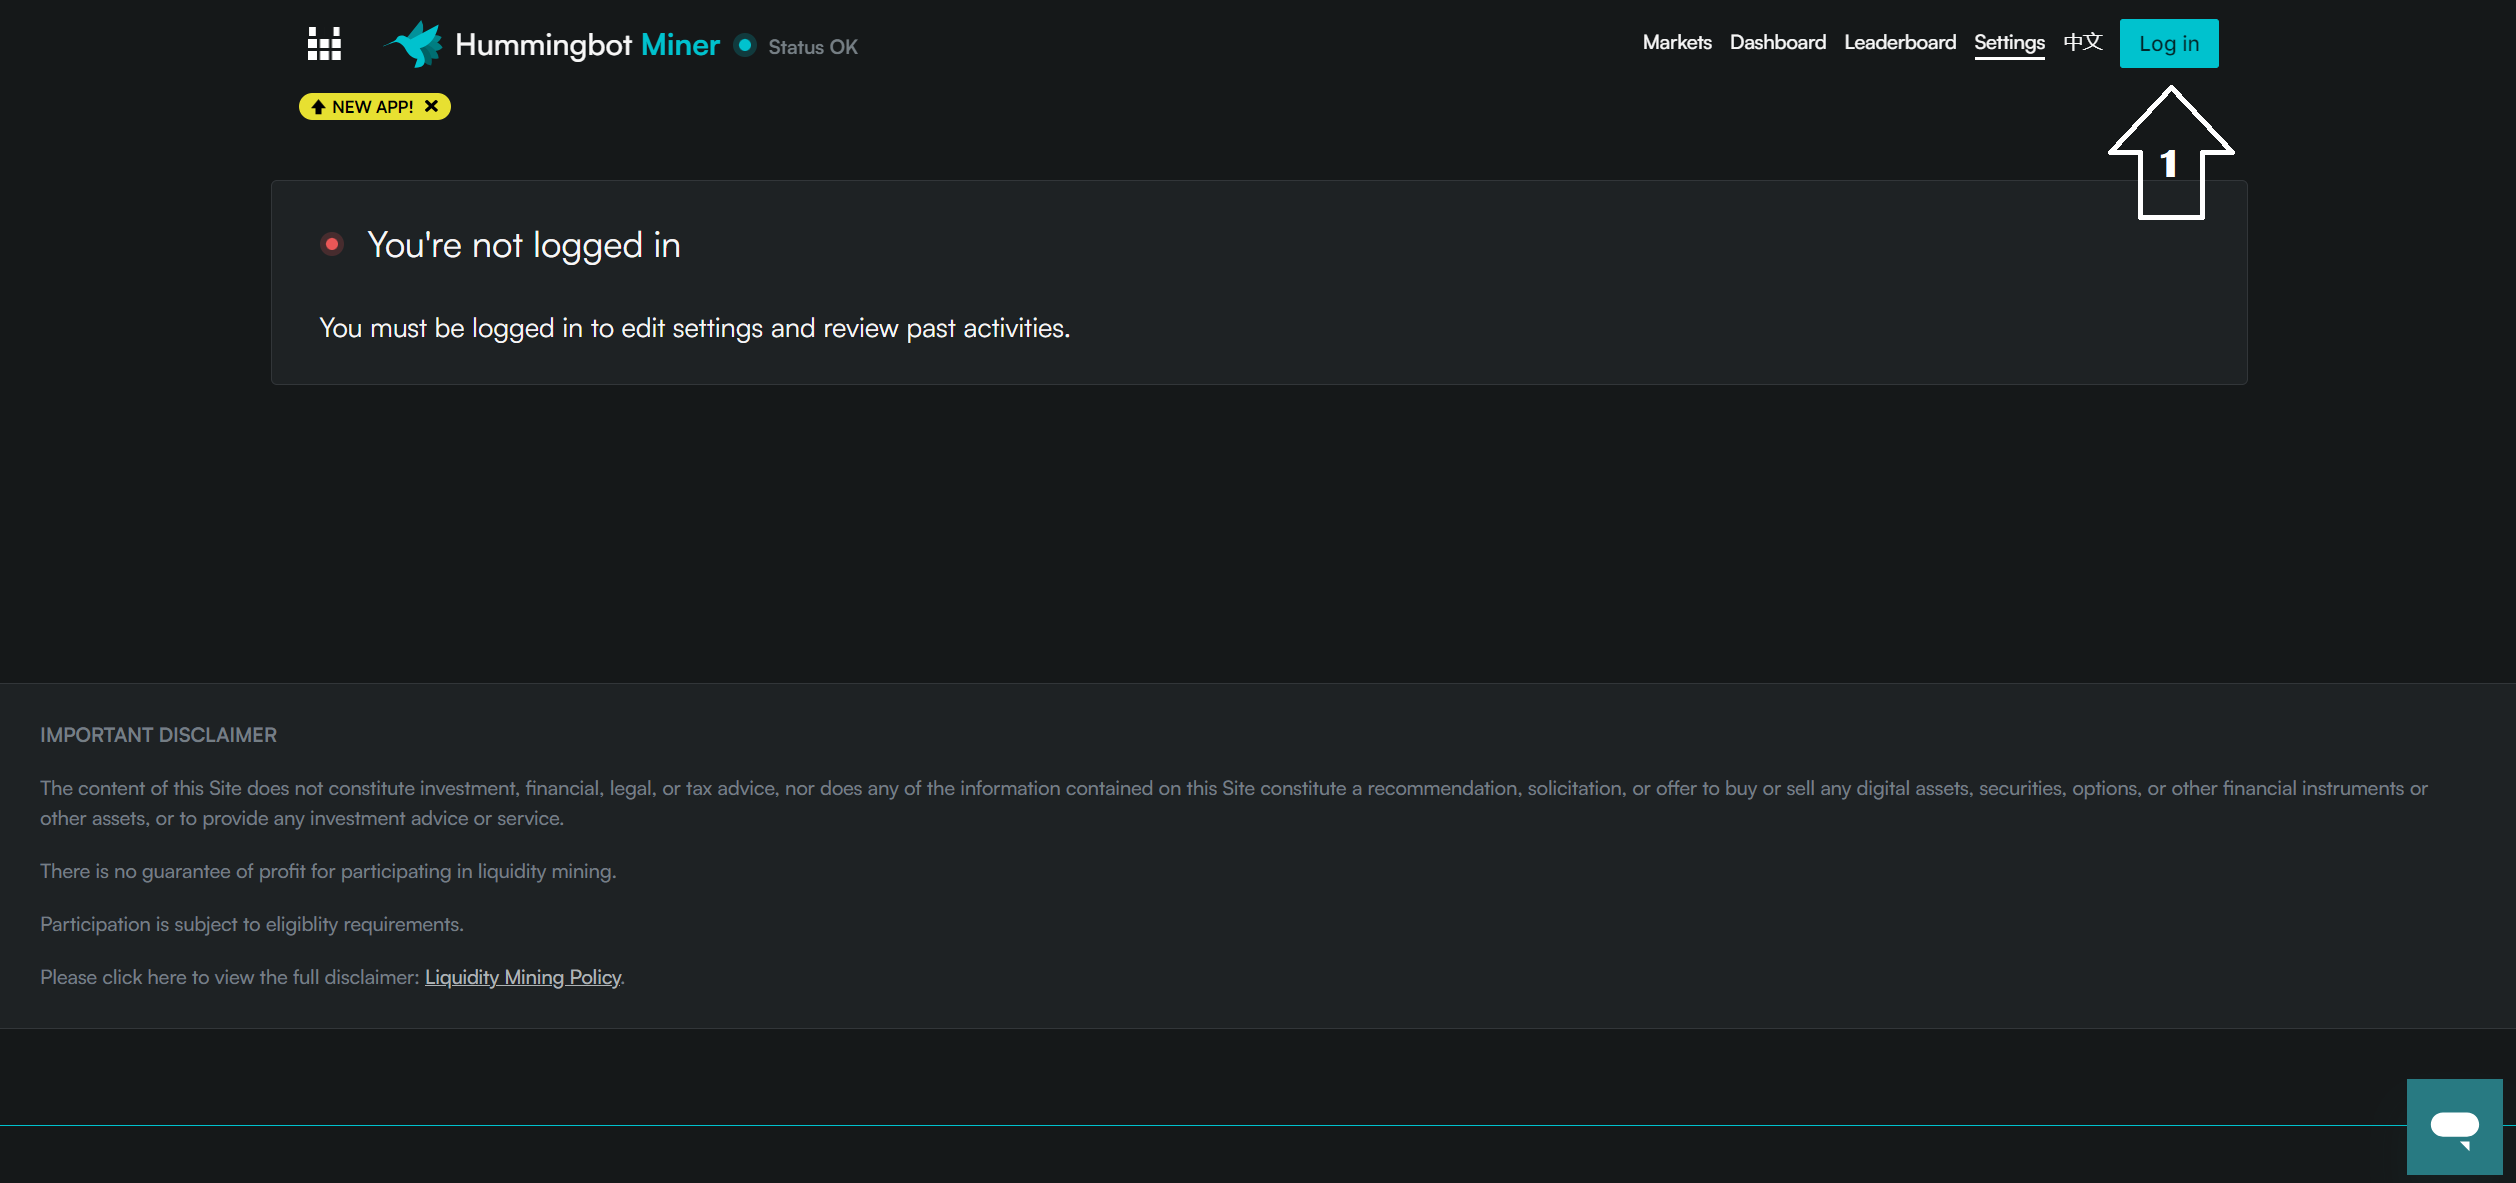 Hummingbot Miner Status OK Markets Dashboard Leaderboard Settings 中文 Log in
NEW APP!
1
You're not logged in
You must be logged in to edit settings and review past activities.
IMPORTANT DISCLAIMER
The content of this Site does not constitute investment, financial, legal, or tax advice, nor does any of the information contained on this Site constitute a recommendation, solicitation, or offer to buy or sell any digital assets, securities, options, or other financial instruments or
other assets, or to provide any investment advice or service.
There is no guarantee of profit for participating in liquidity mining.
Participation is subject to eligiblity requirements.
Please click here to view the full disclaimer: Liquidity Mining Policy.